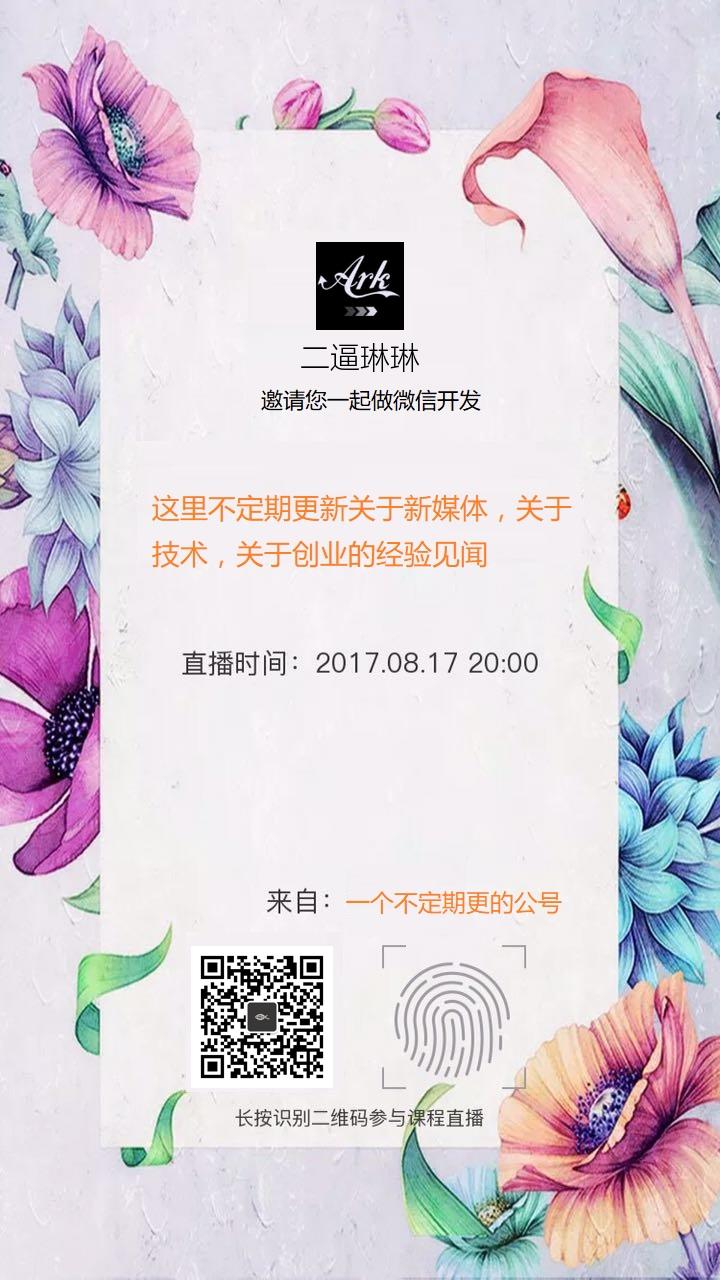 Ark
二逼琳琳
邀请您一起做微信开发
这里不定期更新关于新媒体，关于
技术，关于创业的经验见闻
直播时间：2017.08.17 20:00
来自：一个不定期更的公号
长按识别二维码参与课程直播